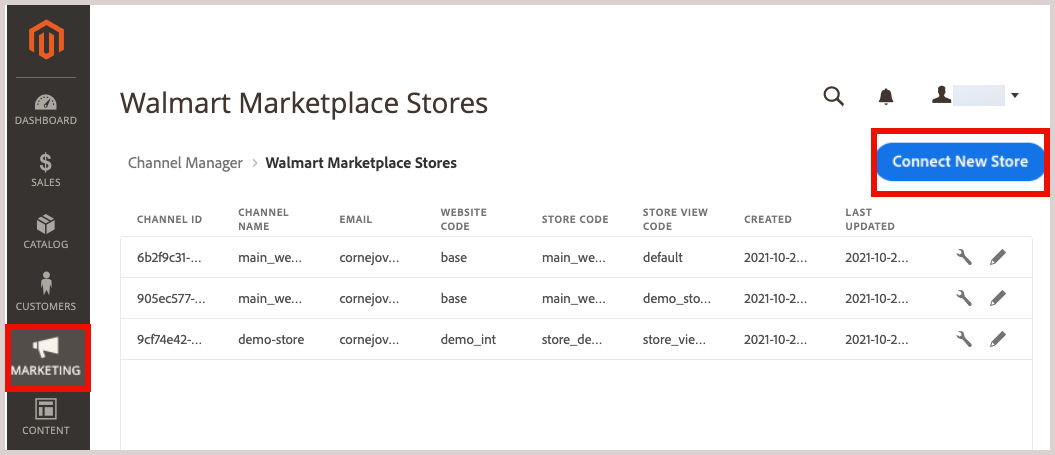 Walmart Marketplace Stores
DASHBOARD
SALES
CATALOG
CUSTOMERS
MARKETING
CONTENT
Channel Manager > Walmart Marketplace Stores
Connect New Store
CHANNEL ID CHANNEL NAME EMAIL WEBSITE CODE STORE CODE STORE VIEW CODE CREATED LAST UPDATED
6b2f9c31-... main_we... cornejov... base main_we... default 2021-10-2... 2021-10-2...
905ec577-... main_we... cornejov... base main_we... demo_sto... 2021-10-2... 2021-10-2...
9cf74e42-... demo-store cornejov... demo_int store_de... store_vie... 2021-10-2... 2021-10-2...